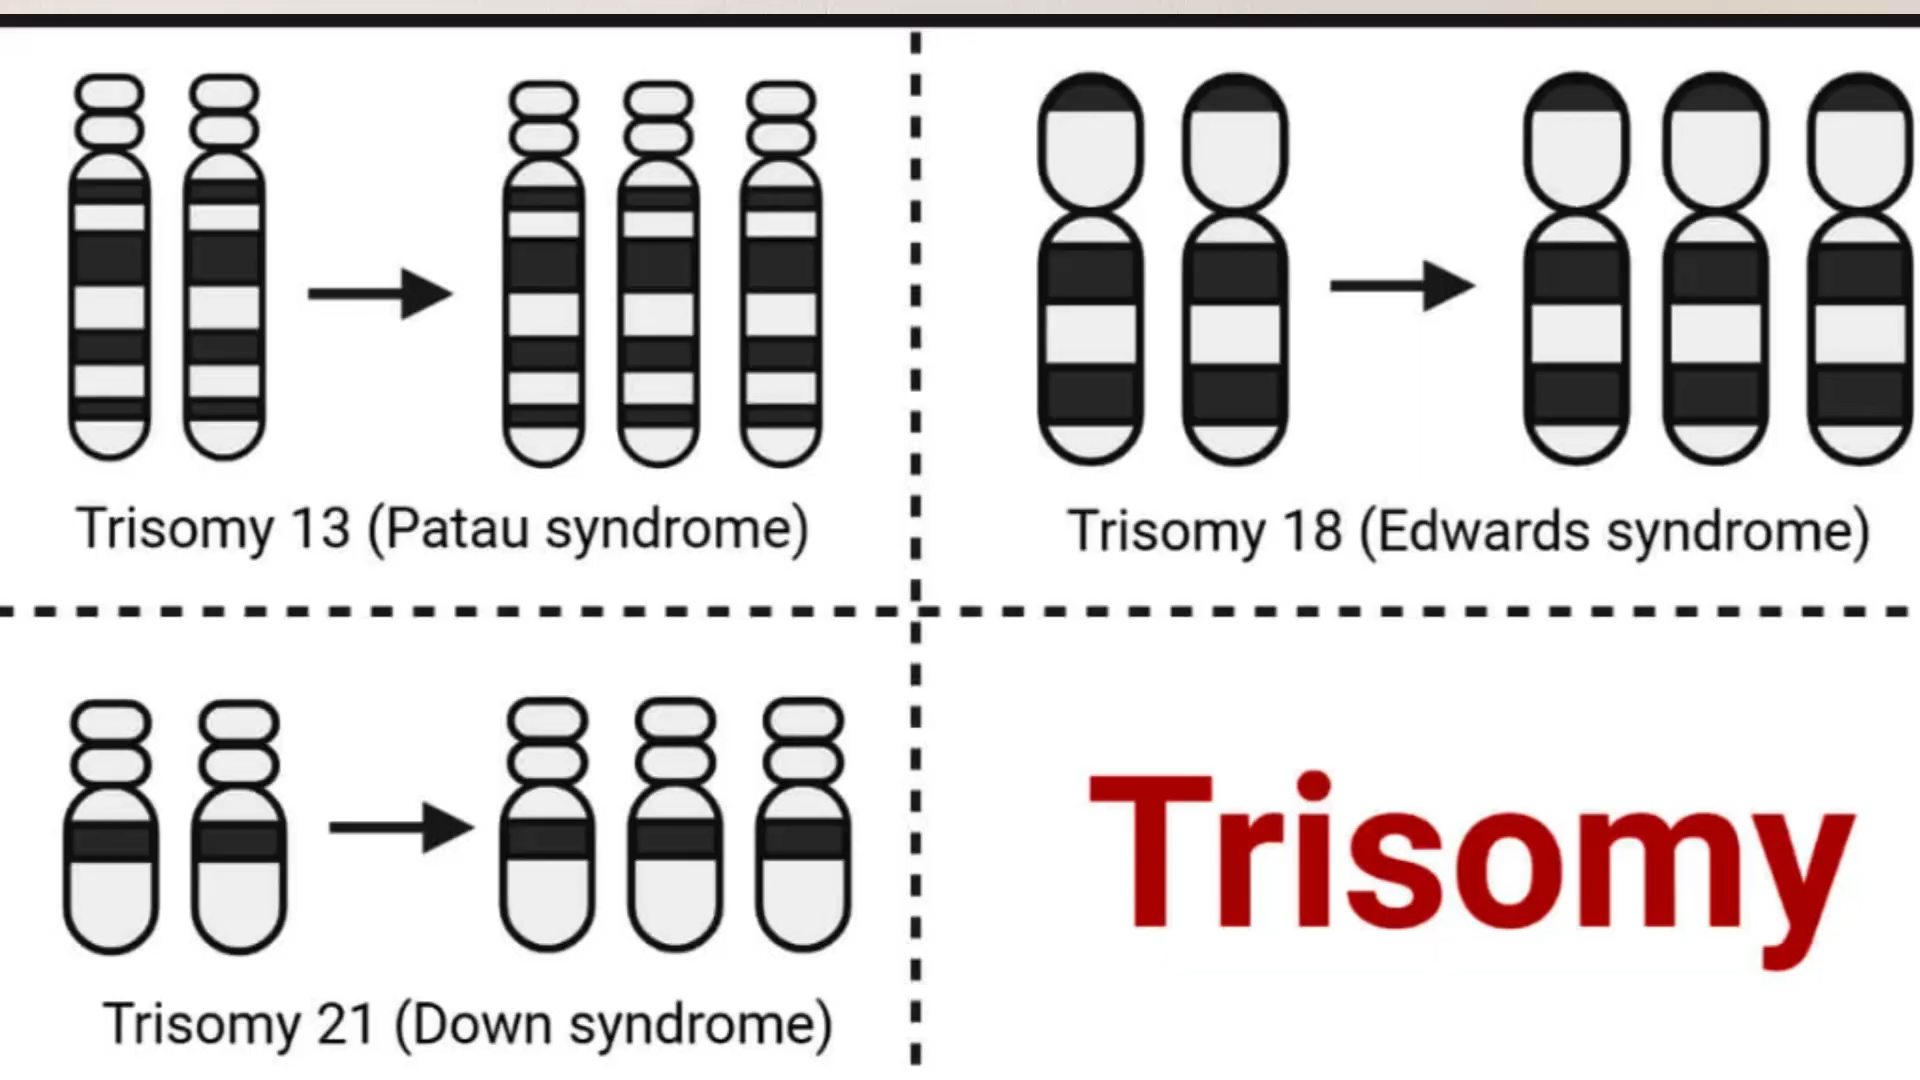 Trisomy 13 (Patau syndrome)
Trisomy 18 (Edwards syndrome)
Trisomy 21 (Down syndrome)
Trisomy